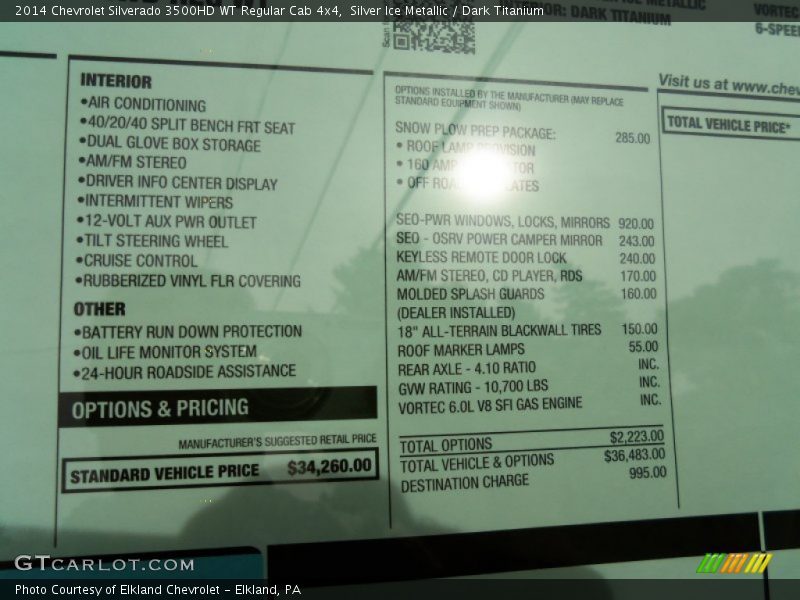 2014 Chevrolet Silverado 3500HD WT Regular Cab 4x4, Silver Ice Metallic / Dark Titanium
METALLIC
INTERIOR: DARK TITANIUM
VORTEC
6-SPEE
Scan
INTERIOR
•AIR CONDITIONING
•40/20/40 SPLIT BENCH FRT SEAT
•DUAL GLOVE BOX STORAGE
•AM/FM STEREO
•DRIVER INFO CENTER DISPLAY
•INTERMITTENT WIPERS
•12-VOLT AUX PWR OUTLET
•TILT STEERING WHEEL
•CRUISE CONTROL
•RUBBERIZED VINYL FLR COVERING
OTHER
•BATTERY RUN DOWN PROTECTION
•OIL LIFE MONITOR SYSTEM
•24-HOUR ROADSIDE ASSISTANCE
OPTIONS & PRICING
MANUFACTURER'S SUGGESTED RETAIL PRICE
STANDARD VEHICLE PRICE $34,260.00
OPTIONS INSTALLED BY THE MANUFACTURER (MAY REPLACE
STANDARD EQUIPMENT SHOWN)
SNOW PLOW PREP PACKAGE: 285.00
• ROOF LAMP PROVISION
• 160 AMP
• OFF ROAD
SEO-PWR WINDOWS, LOCKS, MIRRORS 920.00
SEO - OSRV POWER CAMPER MIRROR 243.00
KEYLESS REMOTE DOOR LOCK 240.00
AM/FM STEREO, CD PLAYER, RDS 170.00
MOLDED SPLASH GUARDS 160.00
(DEALER INSTALLED)
18" ALL-TERRAIN BLACKWALL TIRES 150.00
ROOF MARKER LAMPS 55.00
REAR AXLE - 4.10 RATIO INC.
GVW RATING - 10,700 LBS INC.
VORTEC 6.0L V8 SFI GAS ENGINE INC.
TOTAL OPTIONS $2,223.00
TOTAL VEHICLE & OPTIONS $36,483.00
DESTINATION CHARGE 995.00
Visit us at www.chev
TOTAL VEHICLE PRICE*
GTCARLOT.COM
Photo Courtesy of Elkland Chevrolet - Elkland, PA